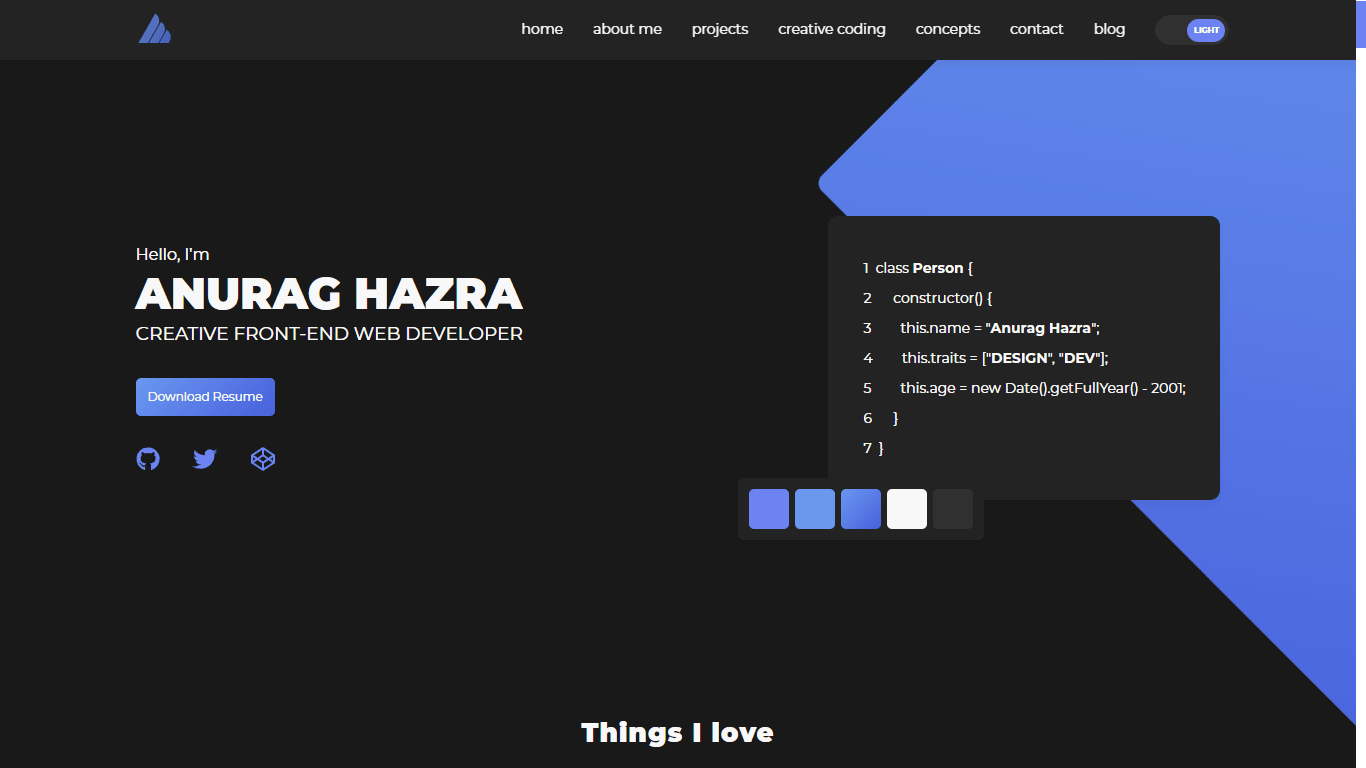 home about me projects creative coding concepts contact blog LIGHT
Hello, I'm
ANURAG HAZRA
CREATIVE FRONT-END WEB DEVELOPER
Download Resume
1 class Person {
2 constructor() {
3 this.name = "Anurag Hazra";
4 this.traits = ["DESIGN", "DEV"];
5 this.age = new Date().getFullYear() - 2001;
6 }
7 }
Things I love